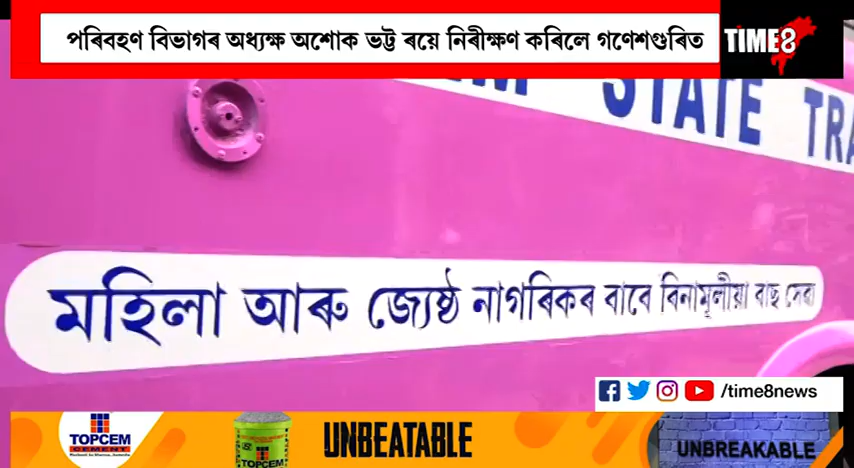 পৰিবহণ বিভাগৰ অধ্যক্ষ অশোক ভট্ট ৰয়ে নিৰীক্ষণ কৰিলে গণেশগুৰিত
TIME8
STATE TRA
মহিলা আৰু জ্যেষ্ঠ নাগৰিকৰ বাবে বিনামূলীয়া বাছ সেৱা
/time8news
TOPCEM
CEMENT
TOPCEM
UNBEATABLE
UNBREAKABLE